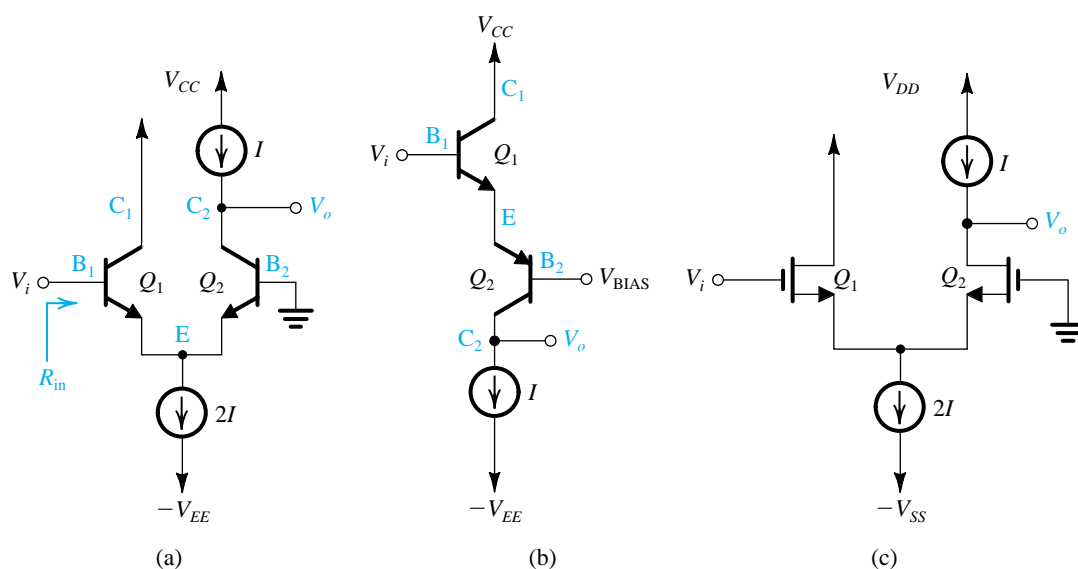 V_CC
I
C_1
C_2
V_o
V_i
B_1
Q_1
Q_2
B_2
E
R_in
2I
−V_EE
(a)
V_CC
C_1
B_1
V_i
Q_1
E
B_2
Q_2
V_BIAS
C_2
V_o
I
−V_EE
(b)
V_DD
I
V_o
V_i
Q_1
Q_2
2I
−V_SS
(c)